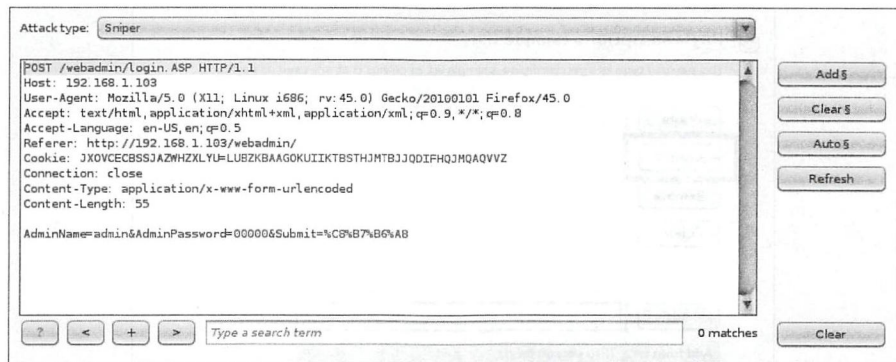 Attack type: Sniper
POST /webadmin/login.ASP HTTP/1.1
Host: 192.168.1.103
User-Agent: Mozilla/5.0 (X11; Linux i686; rv:45.0) Gecko/20100101 Firefox/45.0
Accept: text/html,application/xhtml+xml,application/xml;q=0.9,*/*;q=0.8
Accept-Language: en-US,en;q=0.5
Referer: http://192.168.1.103/webadmin/
Cookie: JXOVCECBSSJAZWHZXLYU=LUBZKBAAGOKUIIKTBSTHJMTBJJQDIFHQJMQAQVVZ
Connection: close
Content-Type: application/x-www-form-urlencoded
Content-Length: 55
AdminName=admin&AdminPassword=00000&Submit=%C8%B7%B6%A8
Add §
Clear §
Auto §
Refresh
? < + > Type a search term 0 matches Clear